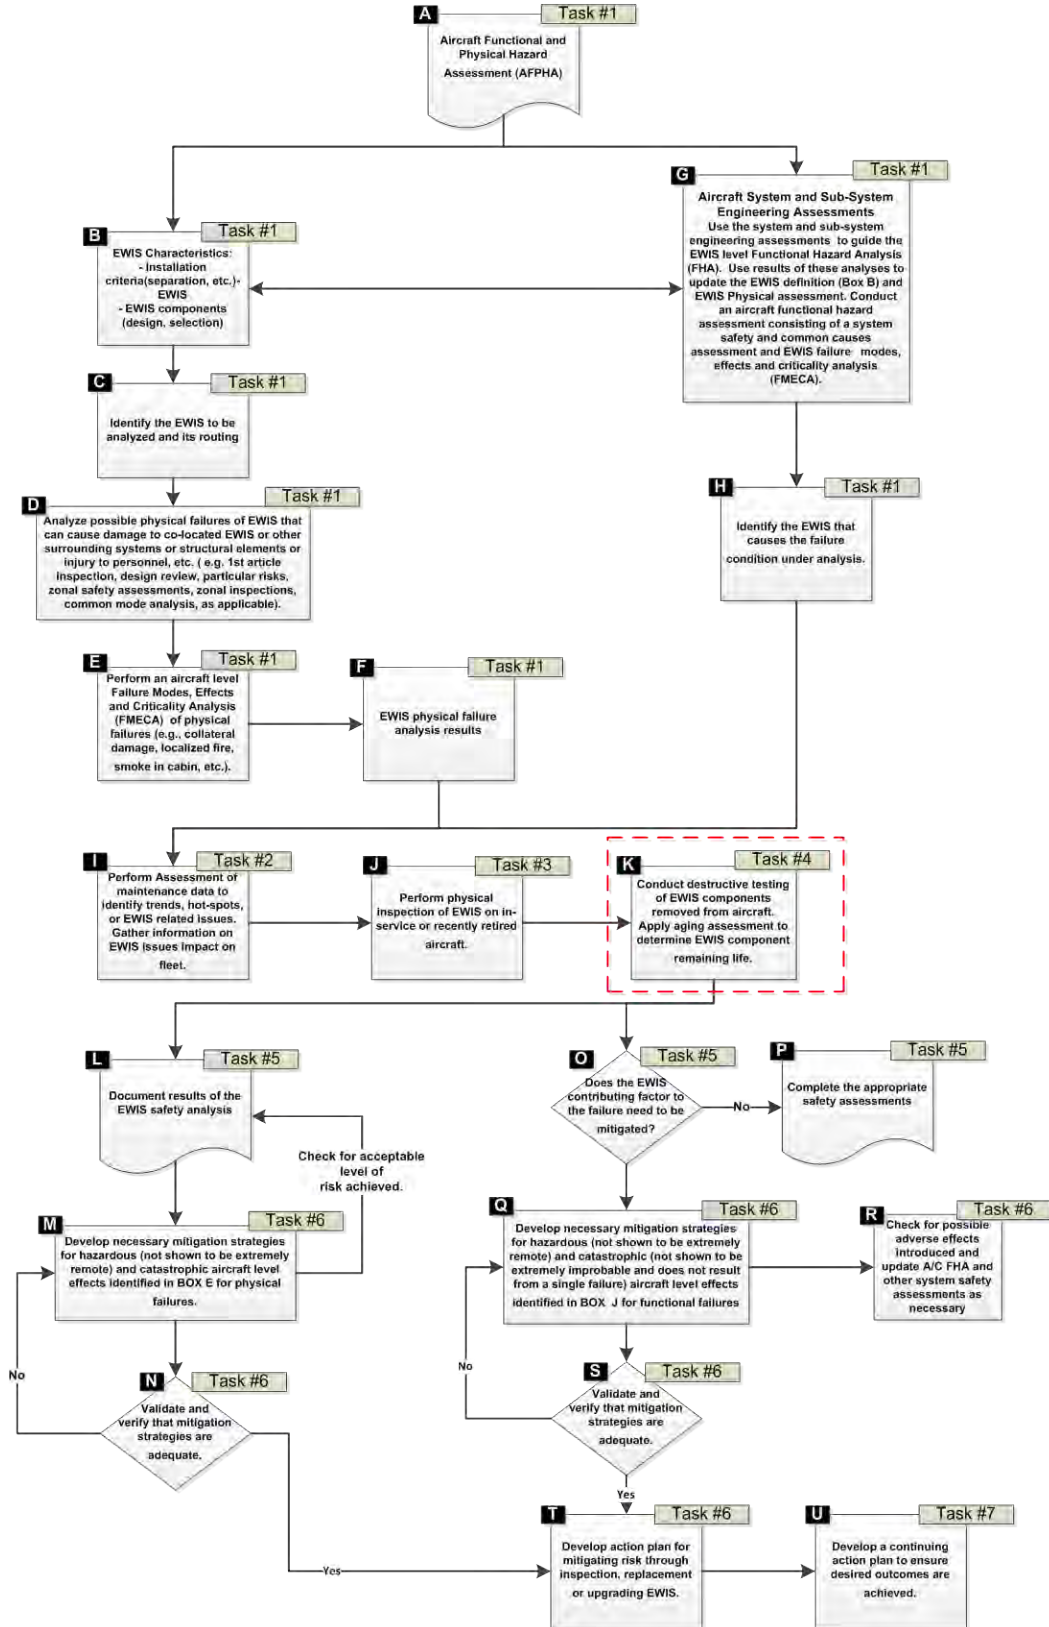 A
Task #1
Aircraft Functional and
Physical Hazard
Assessment (AFPHA)
G
Task #1
Aircraft System and Sub-System
Engineering Assessments
Use the system and sub-system
engineering assessments to guide the
EWIS level Functional Hazard Analysis
(FHA). Use results of these analyses to
update the EWIS definition (Box B) and
EWIS Physical assessment. Conduct
an aircraft functional hazard
assessment consisting of a system
safety and common causes
assessment and EWIS failure modes,
effects and criticality analysis
(FMECA).
B
Task #1
EWIS Characteristics:
- Installation
criteria(separation, etc.)-
EWIS
- EWIS components
(design, selection)
C
Task #1
Identify the EWIS to be
analyzed and its routing
D
Task #1
Analyze possible physical failures of EWIS that
can cause damage to co-located EWIS or other
surrounding systems or structural elements or
injury to personnel, etc. ( e.g. 1st article
inspection, design review, particular risks,
zonal safety assessments, zonal inspections,
common mode analysis, as applicable).
H
Task #1
Identify the EWIS that
causes the failure
condition under analysis.
E
Task #1
Perform an aircraft level
Failure Modes, Effects
and Criticality Analysis
(FMECA) of physical
failures (e.g., collateral
damage, localized fire,
smoke in cabin, etc.).
F
Task #1
EWIS physical failure
analysis results
I
Task #2
Perform Assessment of
maintenance data to
identify trends, hot-spots,
or EWIS related issues.
Gather information on
EWIS issues impact on
fleet.
J
Task #3
Perform physical
inspection of EWIS on in-
service or recently retired
aircraft.
K
Task #4
Conduct destructive testing
of EWIS components
removed from aircraft.
Apply aging assessment to
determine EWIS component
remaining life.
L
Task #5
Document results of the
EWIS safety analysis
O
Task #5
Does the EWIS
contributing factor to
the failure need to be
mitigated?
No
P
Task #5
Complete the appropriate
safety assessments
Check for acceptable
level of
risk achieved.
M
Task #6
Develop necessary mitigation strategies
for hazardous (not shown to be extremely
remote) and catastrophic aircraft level
effects identified in BOX E for physical
failures.
Q
Task #6
Develop necessary mitigation strategies
for hazardous (not shown to be extremely
remote) and catastrophic (not shown to be
extremely improbable and does not result
from a single failure) aircraft level effects
identified in BOX J for functional failures
R
Task #6
Check for possible
adverse effects
introduced and
update A/C FHA and
other system safety
assessments as
necessary
No
N
Task #6
Validate and
verify that mitigation
strategies are
adequate.
No
S
Task #6
Validate and
verify that mitigation
strategies are
adequate.
Yes
Yes
T
Task #6
Develop action plan for
mitigating risk through
inspection, replacement
or upgrading EWIS.
U
Task #7
Develop a continuing
action plan to ensure
desired outcomes are
achieved.